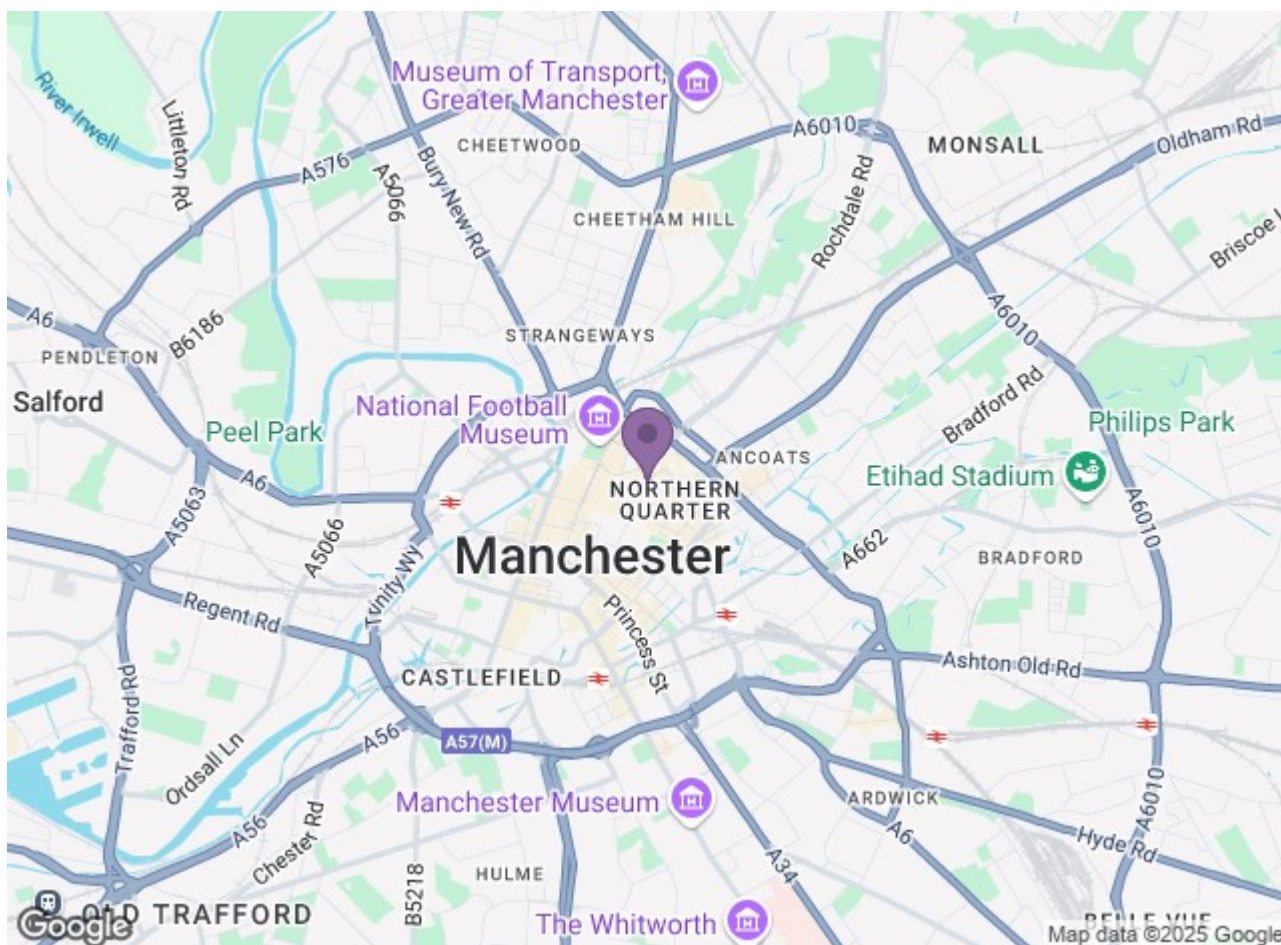 Museum of Transport,
Greater Manchester
River Irwell
Littleton Rd
CHEETWOOD
A6010
MONSALL
Oldham Rd
A576
A5066
Bury New Rd
CHEETHAM HILL
Rochdale Rd
A6
B6186
STRANGEWAYS
A6010
PENDLETON
Bradford Rd
Salford
Peel Park
National Football
Museum
ANCOATS
Philips Park
Etihad Stadium
NORTHERN
QUARTER
A6
A5063
A5066
Manchester
A662
BRADFORD
A6010
Regent Rd
Trinity Wy
Princess St
CASTLEFIELD
Ashton Old Rd
Trafford Rd
Ordsall Ln
A56
A57(M)
Manchester Museum
ARDWICK
A6010
A56
Chester Rd
B5218
HULME
A34
A6
Hyde Rd
OLD TRAFFORD
The Whitworth
BELLE VUE
Google
Map data ©2025 Google